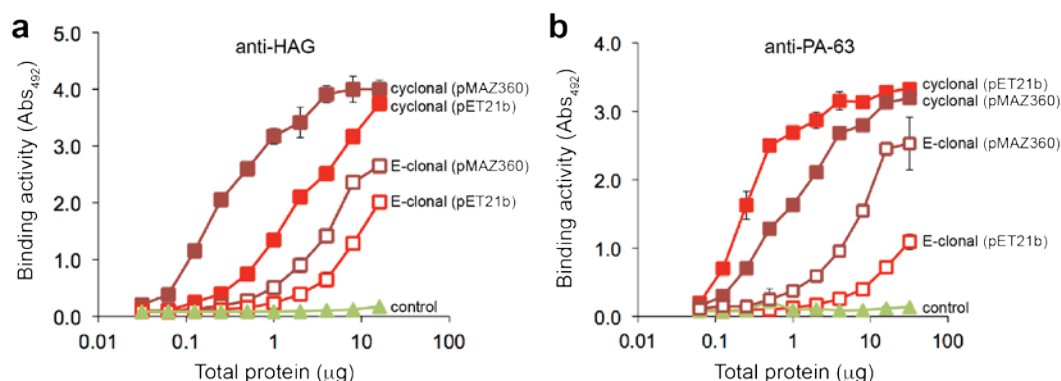 a
anti-HAG
Binding activity (Abs492)
5.0
4.0
3.0
2.0
1.0
0.0
cyclonal (pMAZ360)
cyclonal (pET21b)
E-clonal (pMAZ360)
E-clonal (pET21b)
control
0.01
0.1
1
10
100
Total protein (µg)
b
anti-PA-63
Binding activity (Abs492)
4.0
3.0
2.0
1.0
0.0
cyclonal (pET21b)
cyclonal (pMAZ360)
E-clonal (pMAZ360)
E-clonal (pET21b)
control
0.01
0.1
1
10
100
Total protein (µg)